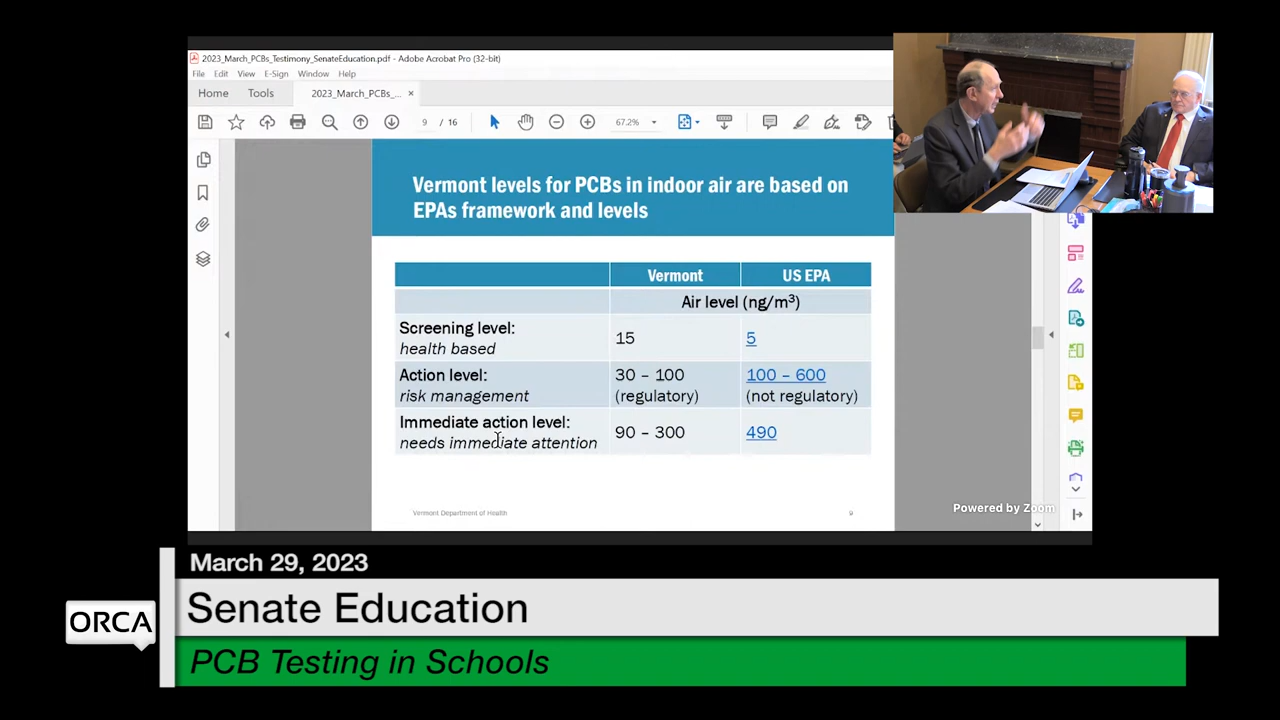 2023_March_PCBs_Testimony_SenateEducation.pdf - Adobe Acrobat Pro (32-bit)
File Edit View E-Sign Window Help
Home Tools 2023_March_PCBs_... ×
9 / 16 67.2%
Vermont levels for PCBs in indoor air are based on
EPAs framework and levels
Vermont US EPA
Air level (ng/m³)
Screening level:
health based
15 5
Action level:
risk management
30 – 100
(regulatory)
100 – 600
(not regulatory)
Immediate action level:
needs immediate attention
90 – 300 490
Vermont Department of Health 9
Powered by Zoom
March 29, 2023
ORCA
Senate Education
PCB Testing in Schools